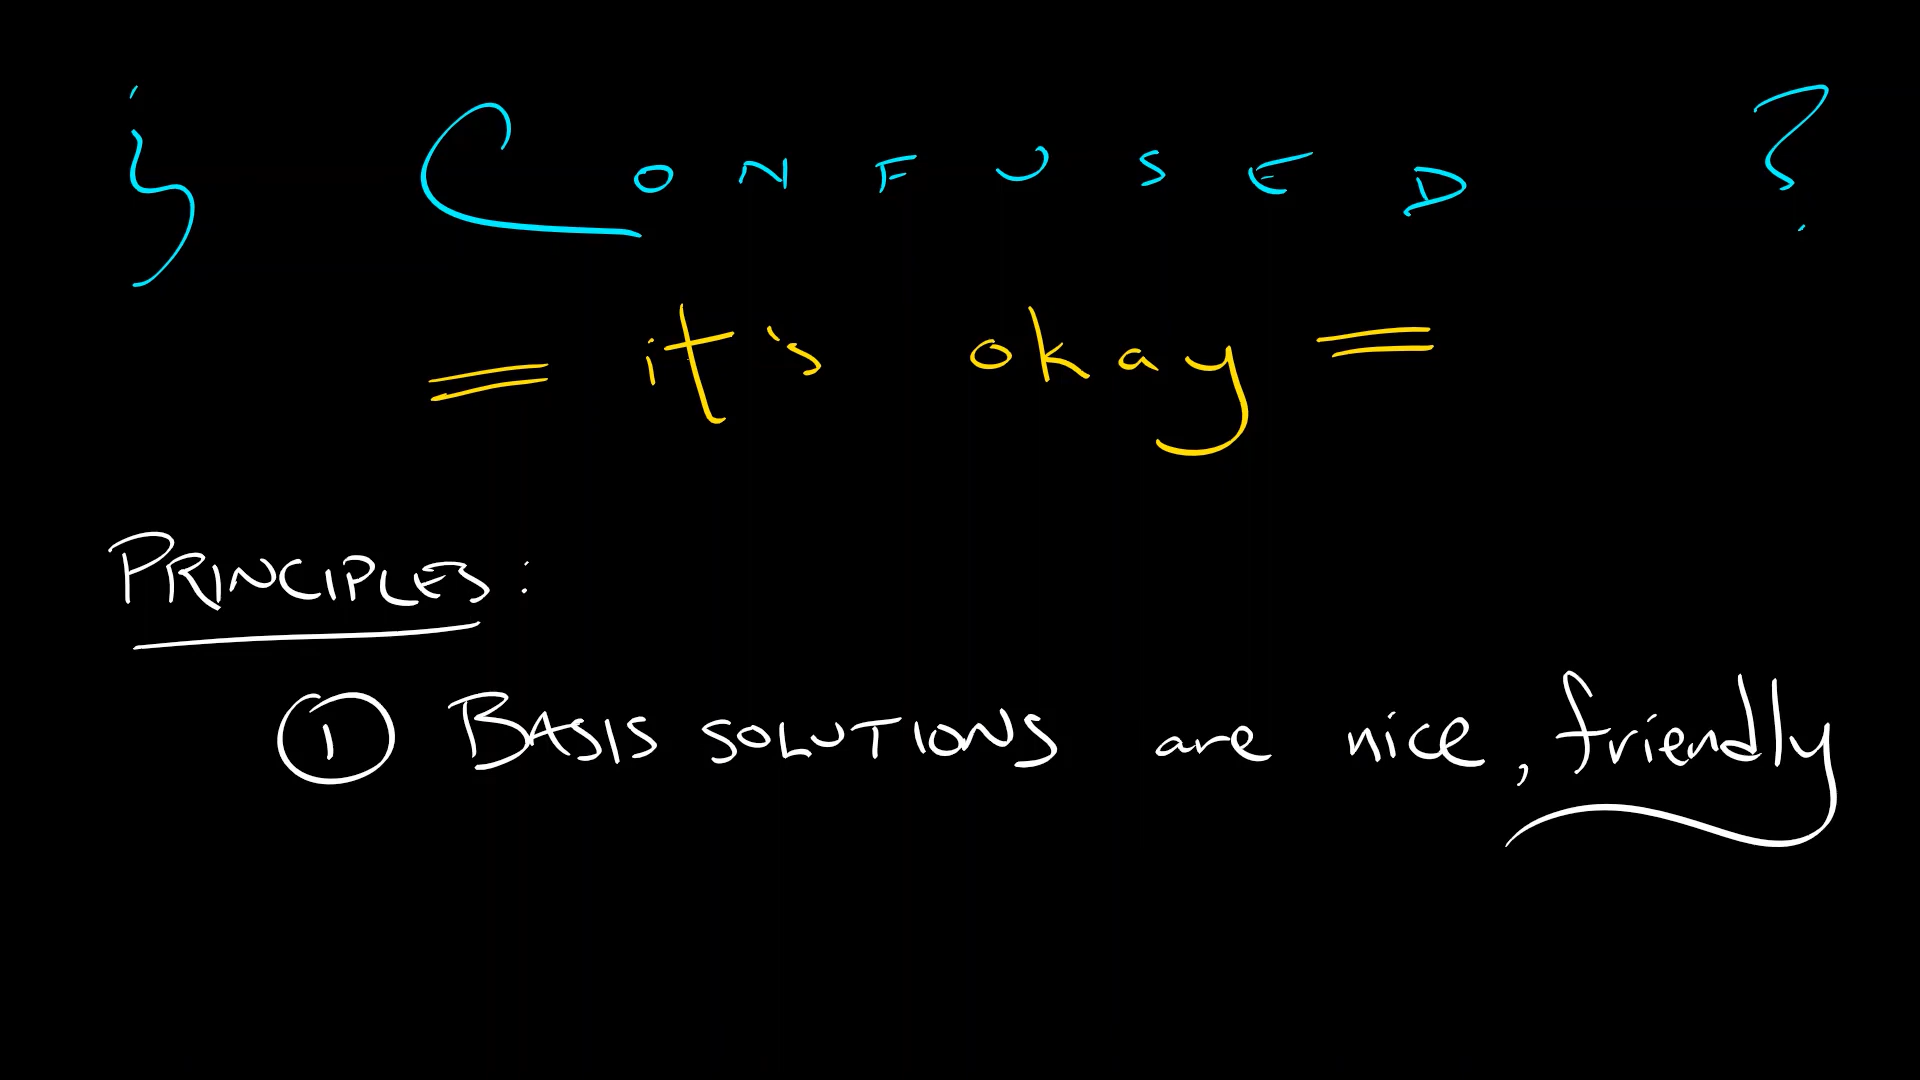 ¿ CONFUSED ?
= it's okay =
PRINCIPLES:
① BASIS SOLUTIONS are nice, friendly